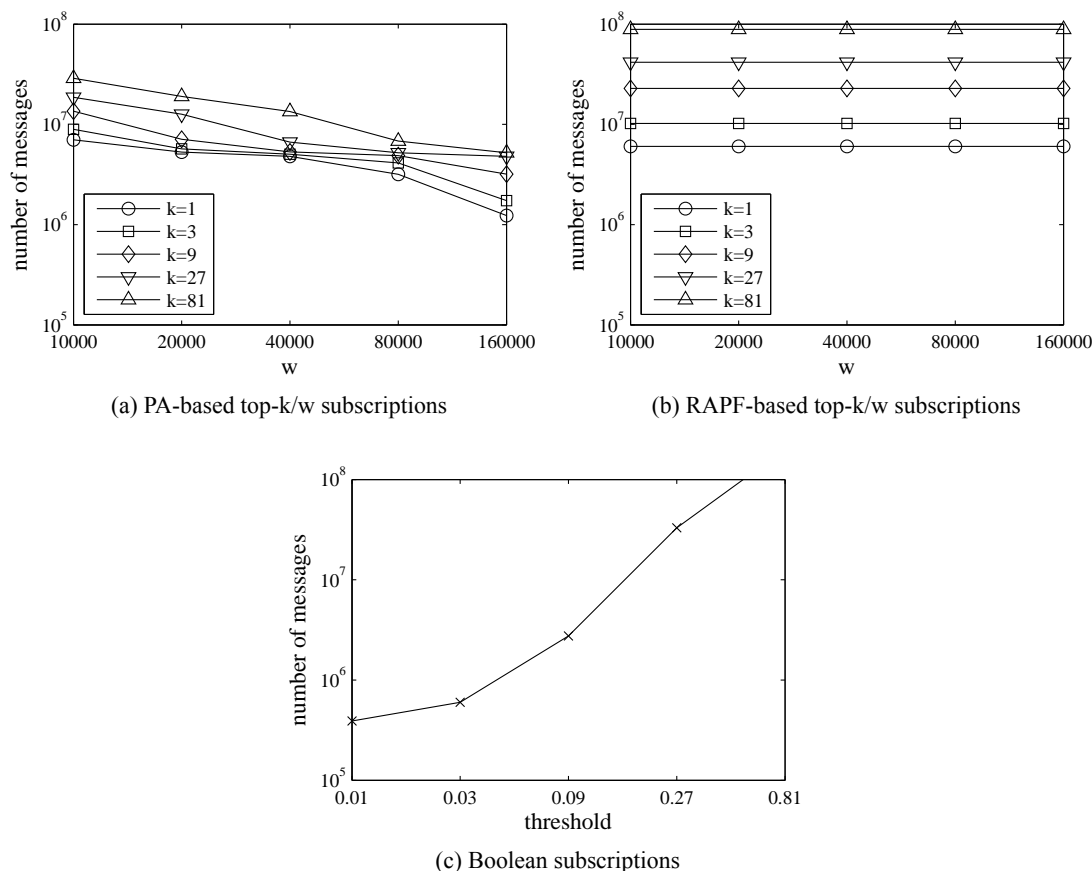 10^8
10^7
10^6
10^5
number of messages
k=1
k=3
k=9
k=27
k=81
10000 20000 40000 80000 160000
w
(a) PA-based top-k/w subscriptions
10^8
10^7
10^6
10^5
number of messages
k=1
k=3
k=9
k=27
k=81
10000 20000 40000 80000 160000
w
(b) RAPF-based top-k/w subscriptions
10^8
10^7
10^6
10^5
number of messages
0.01 0.03 0.09 0.27 0.81
threshold
(c) Boolean subscriptions